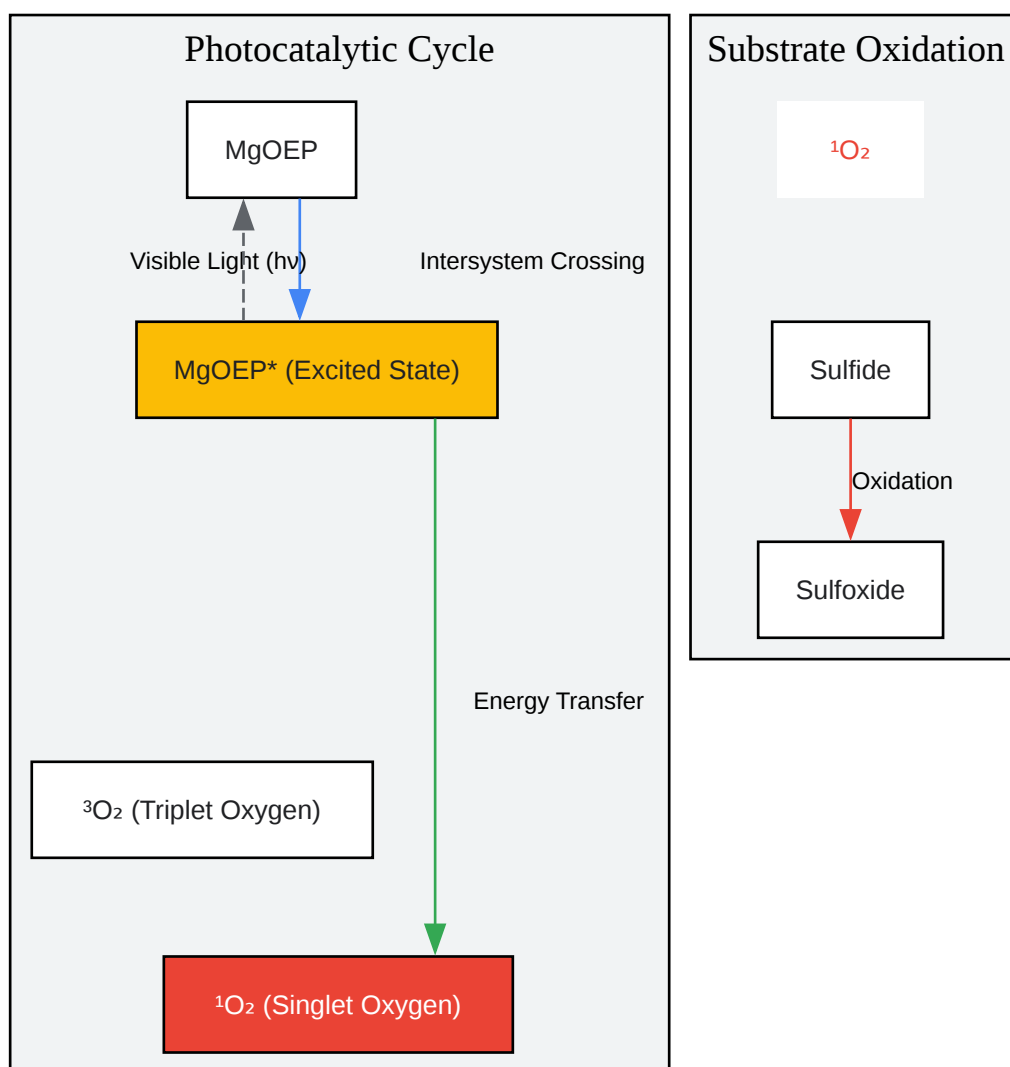 Photocatalytic Cycle
MgOEP
Visible Light (hν)
Intersystem Crossing
MgOEP* (Excited State)
Energy Transfer
³O₂ (Triplet Oxygen)
¹O₂ (Singlet Oxygen)
Substrate Oxidation
¹O₂
Sulfide
Oxidation
Sulfoxide